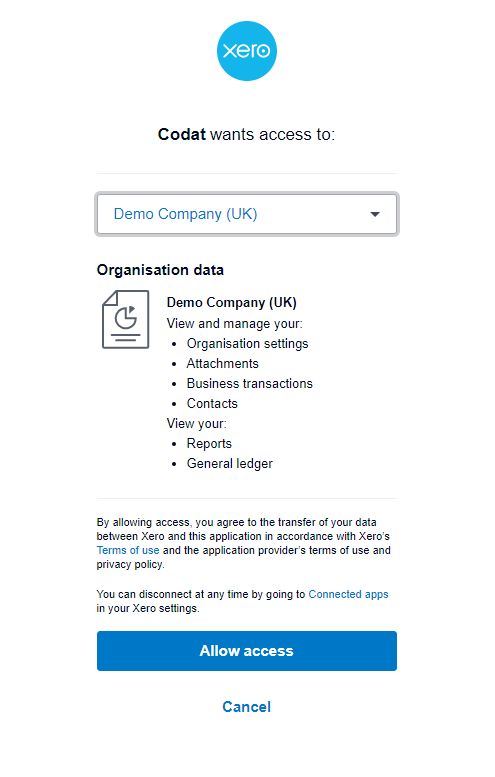 xero
Codat wants access to:
Demo Company (UK)
Organisation data
Demo Company (UK)
View and manage your:
• Organisation settings
• Attachments
• Business transactions
• Contacts
View your:
• Reports
• General ledger
By allowing access, you agree to the transfer of your data
between Xero and this application in accordance with Xero's
Terms of use and the application provider's terms of use and
privacy policy.
You can disconnect at any time by going to Connected apps
in your Xero settings.
Allow access
Cancel